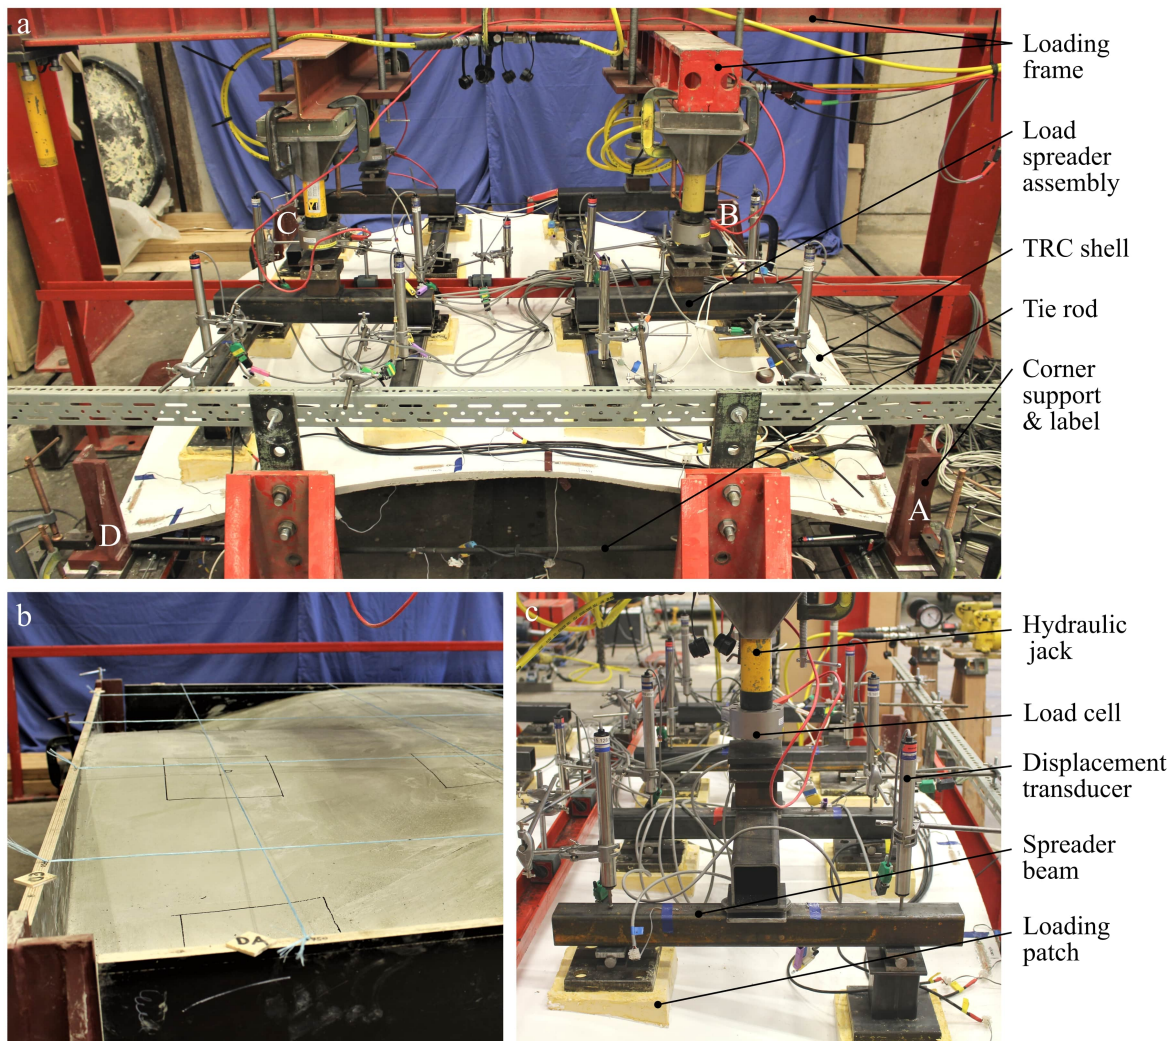 a
Loading
frame
Load
spreader
assembly
C
B
TRC shell
Tie rod
Corner
support
& label
D
A
b
c
Hydraulic
jack
Load cell
Displacement
transducer
Spreader
beam
Loading
patch
DA